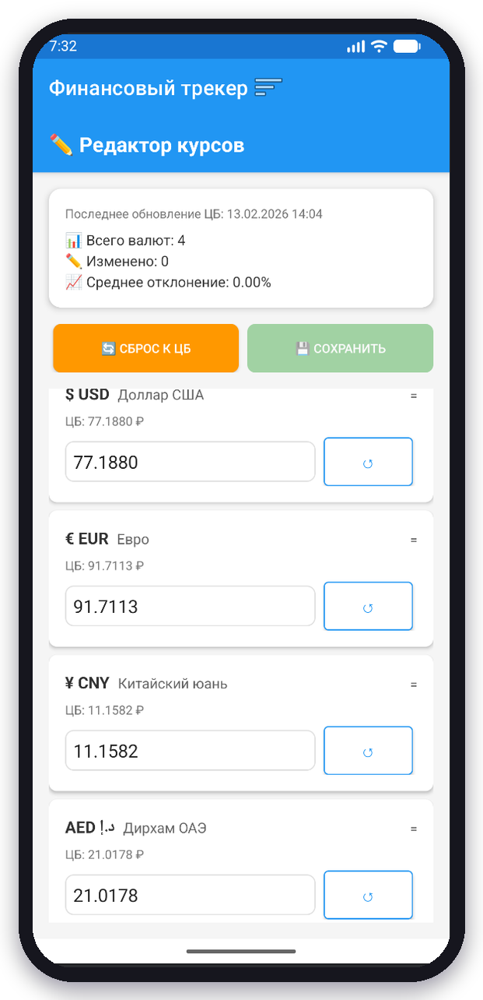 7:32
Финансовый трекер
✏️ Редактор курсов
Последнее обновление ЦБ: 13.02.2026 14:04
📊 Всего валют: 4
✏️ Изменено: 0
📈 Среднее отклонение: 0.00%
🔄 СБРОС К ЦБ
💾 СОХРАНИТЬ
$ USD Доллар США =
ЦБ: 77.1880 ₽
77.1880 ↺
€ EUR Евро =
ЦБ: 91.7113 ₽
91.7113 ↺
¥ CNY Китайский юань =
ЦБ: 11.1582 ₽
11.1582 ↺
AED د.إ Дирхам ОАЭ =
ЦБ: 21.0178 ₽
21.0178 ↺